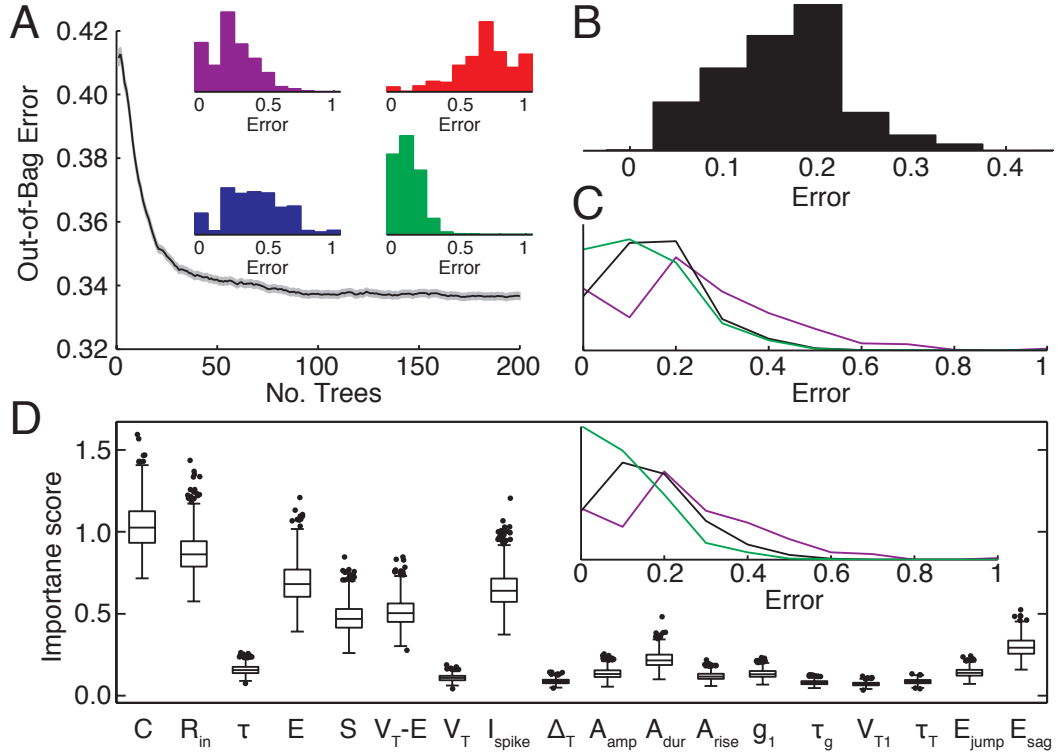 A
0.42
0.40
0.38
0.36
0.34
0.32
Out-of-Bag Error
0
50
100
150
200
No. Trees
0 0.5 1
Error
0 0.5 1
Error
0 0.5 1
Error
0 0.5 1
Error
B
0 0.1 0.2 0.3 0.4
Error
C
0 0.2 0.4 0.6 0.8 1
Error
D
1.5
1.0
0.5
0.0
Importane score
0 0.2 0.4 0.6 0.8 1
Error
C R_in τ E S V_T-E V_T I_spike Δ_T A_amp A_dur A_rise g_1 τ_g V_T1 τ_T E_jump E_sag